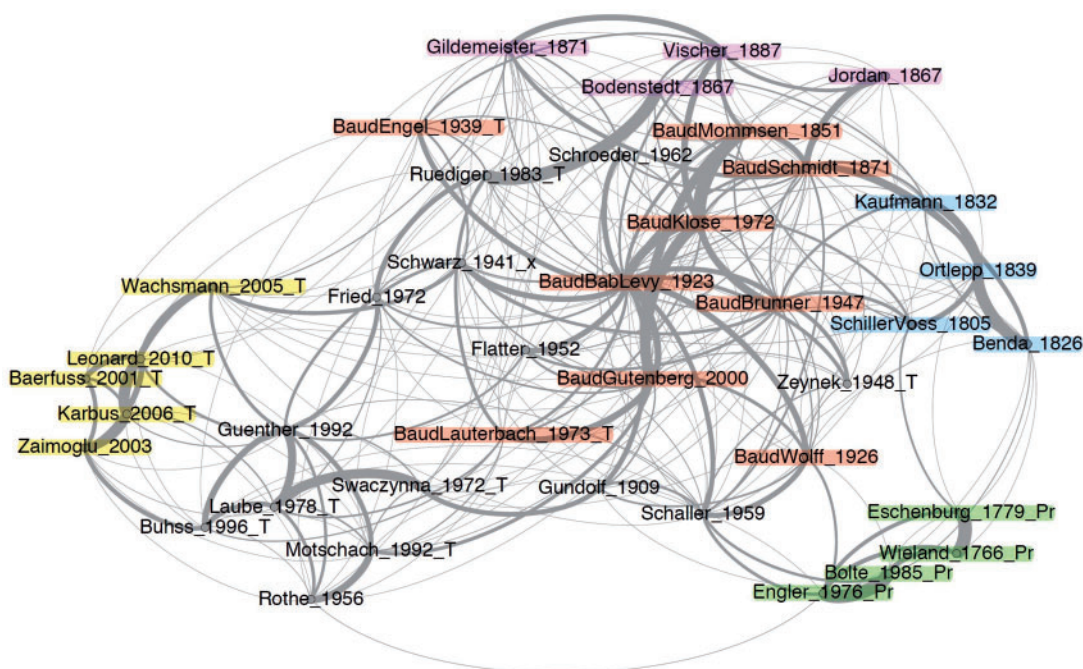 Gildemeister_1871
Vischer_1887
Jordan_1867
Bodenstedt_1867
BaudEngel_1939_T
BaudMommsen_1851
Schroeder_1962
BaudSchmidt_1871
Ruediger_1983_T
Kaufmann_1832
BaudKlose_1972
Schwarz_1941_x
Ortlepp_1839
BaudBabLevy_1923
Wachsmann_2005_T
Fried_1972
BaudBrunner_1947
SchillerVoss_1805
Benda_1826
Flatter_1952
Leonard_2010_T
Baerfuss_2001_T
BaudGutenberg_2000
Zeynek_1948_T
Karbus_2006_T
Guenther_1992
BaudLauterbach_1973_T
Zaimoglu_2003
BaudWolff_1926
Swaczynna_1972_T
Gundolf_1909
Laube_1978_T
Schaller_1959
Eschenburg_1779_Pr
Buhss_1996_T
Motschach_1992_T
Wieland_1766_Pr
Bolte_1985_Pr
Engler_1976_Pr
Rothe_1956